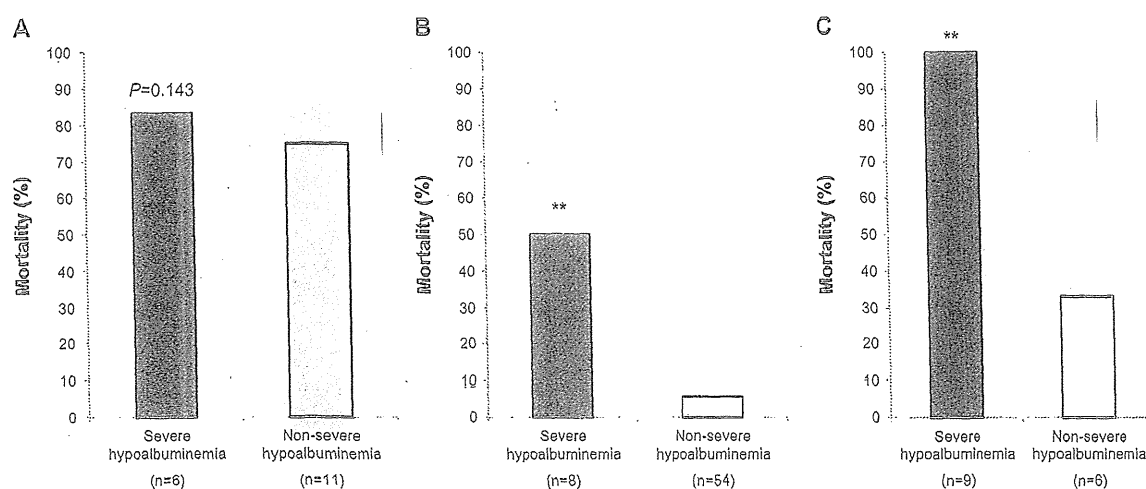 A
Mortality (%)
100
90
80
70
60
50
40
30
20
10
0
P=0.143
Severe
hypoalbuminemia
(n=6)
Non-severe
hypoalbuminemia
(n=11)
B
Mortality (%)
100
90
80
70
60
50
40
30
20
10
0
**
Severe
hypoalbuminemia
(n=8)
Non-severe
hypoalbuminemia
(n=54)
C
Mortality (%)
100
90
80
70
60
50
40
30
20
10
0
**
Severe
hypoalbuminemia
(n=9)
Non-severe
hypoalbuminemia
(n=6)